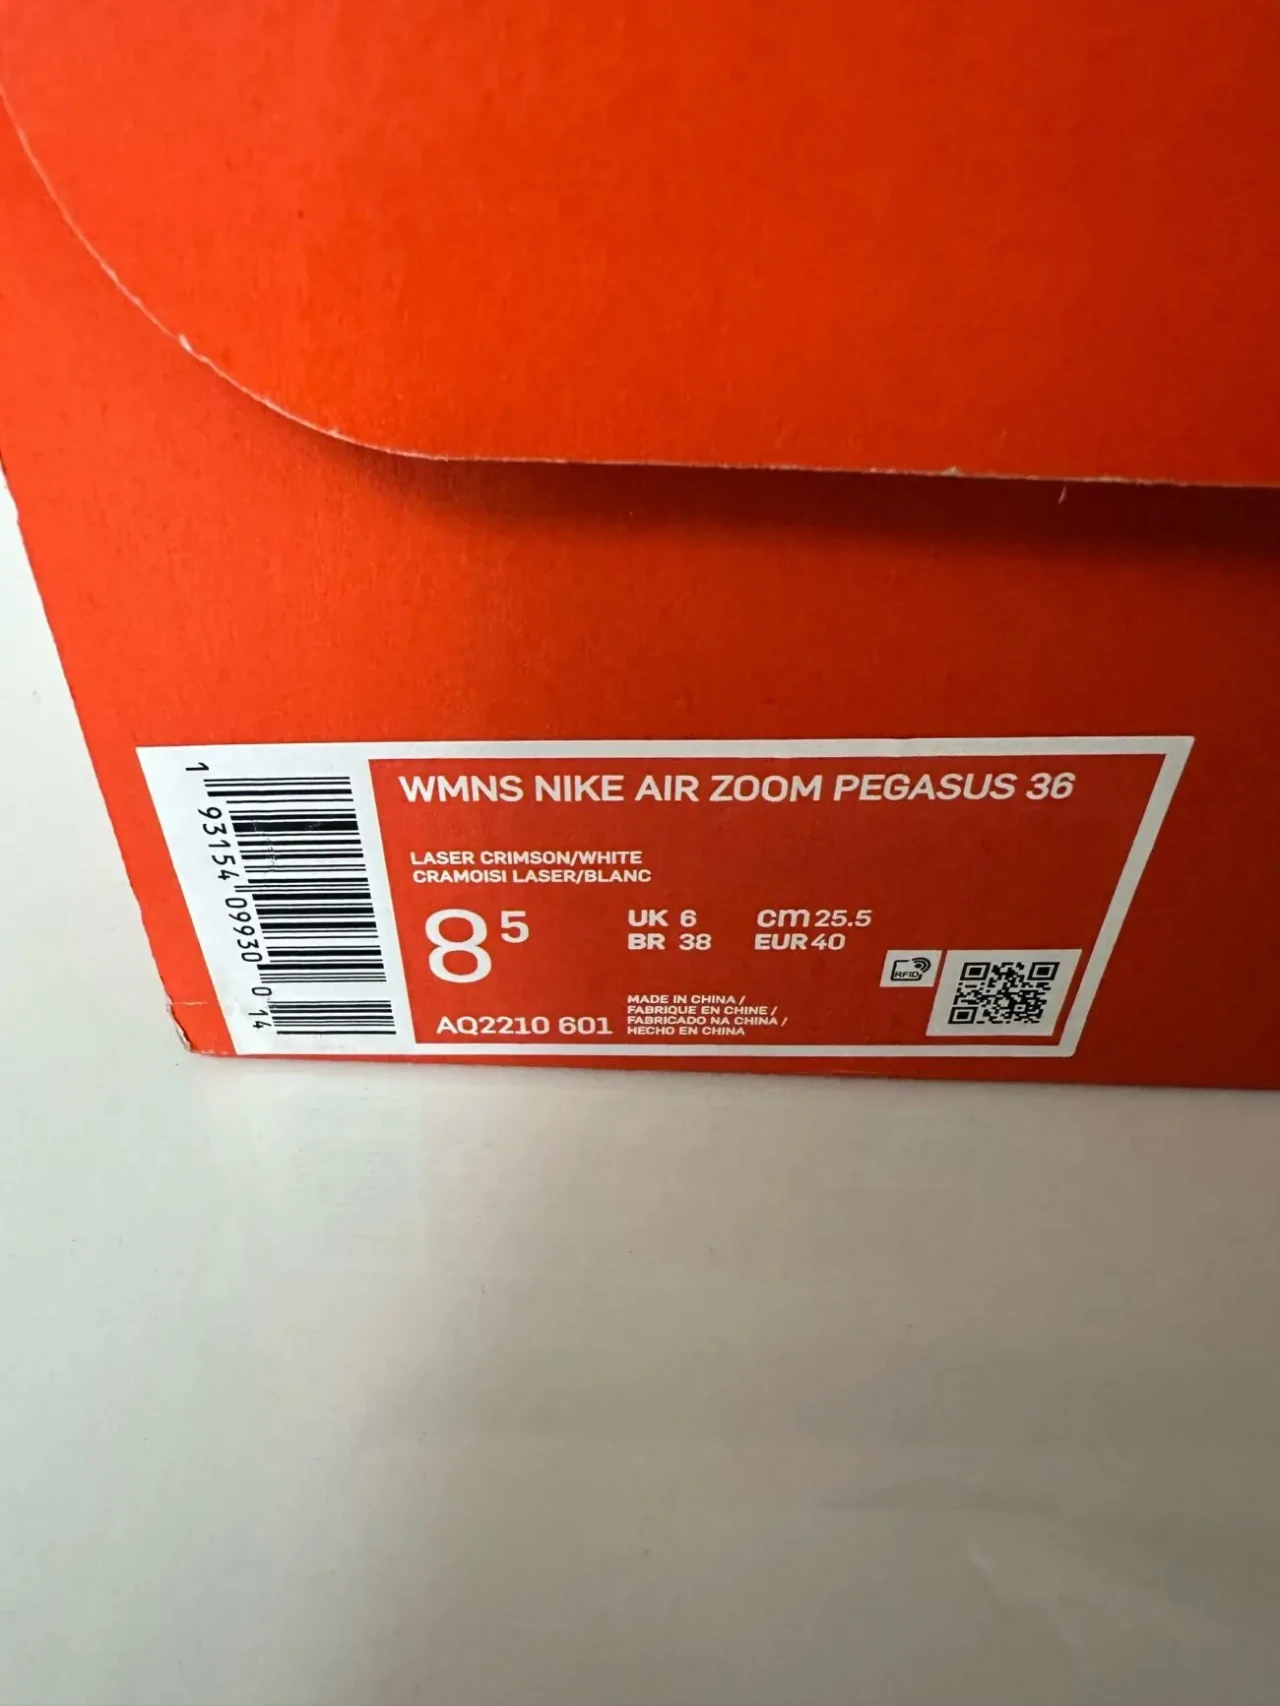 WMNS NIKE AIR ZOOM PEGASUS 36
LASER CRIMSON/WHITE
CRAMOISI LASER/BLANC
8 5
UK 6 cm 25.5
BR 38 EUR 40
RFID
AQ2210 601
MADE IN CHINA /
FABRIQUE EN CHINE /
FABRICADO NA CHINA /
HECHO EN CHINA
1 93154 09930 0 14